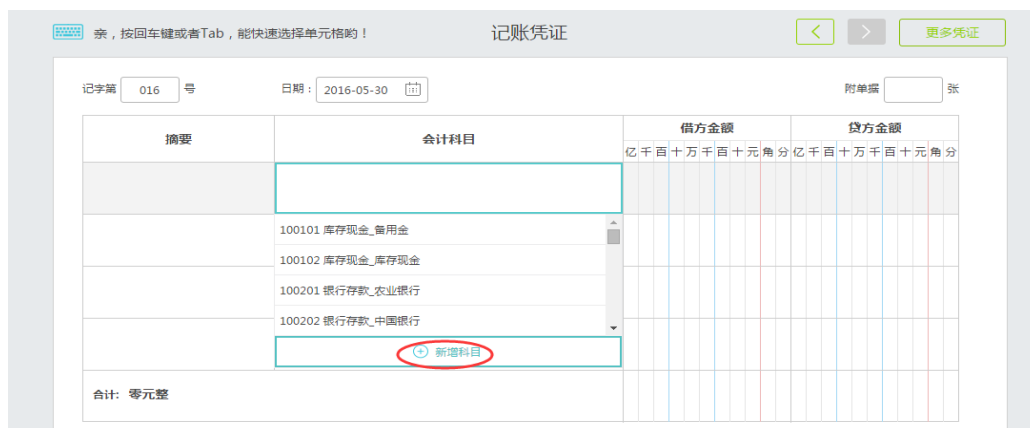 亲，按回车键或者Tab，能快速选择单元格哟！ 记账凭证 < > 更多凭证
记字第 016 号 日期： 2016-05-30 附单据 张
摘要 会计科目 借方金额 贷方金额
亿 千 百 十 万 千 百 十 元 角 分 亿 千 百 十 万 千 百 十 元 角 分
100101 库存现金_备用金
100102 库存现金_库存现金
100201 银行存款_农业银行
100202 银行存款_中国银行
新增科目
合计: 零元整